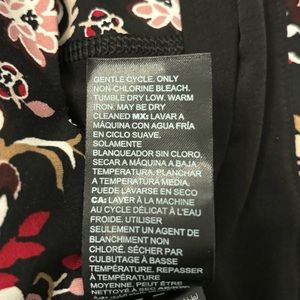 GENTLE CYCLE. ONLY
NON-CHLORINE BLEACH.
TUMBLE DRY LOW. WARM
IRON. MAY BE DRY
CLEANED MX: LAVAR A
MÁQUINA CON AGUA FRÍA
EN CICLO SUAVE.
SOLAMENTE
BLANQUEADOR SIN CLORO.
SECAR A MÁQUINA A BAJA
TEMPERATURA. PLANCHAR
A TEMPERATURA MEDIA.
PUEDE LAVARSE EN SECO
CA: LAVER À LA MACHINE
AU CYCLE DÉLICAT À L'EAU
FROIDE. UTILISER
SEULEMENT UN AGENT DE
BLANCHIMENT NON
CHLORÉ. SÉCHER PAR
CULBUTAGE À BASSE
TEMPÉRATURE. REPASSER
À TEMPÉRATURE
MOYENNE. PEUT ÊTRE
NETTOYÉ À SEC